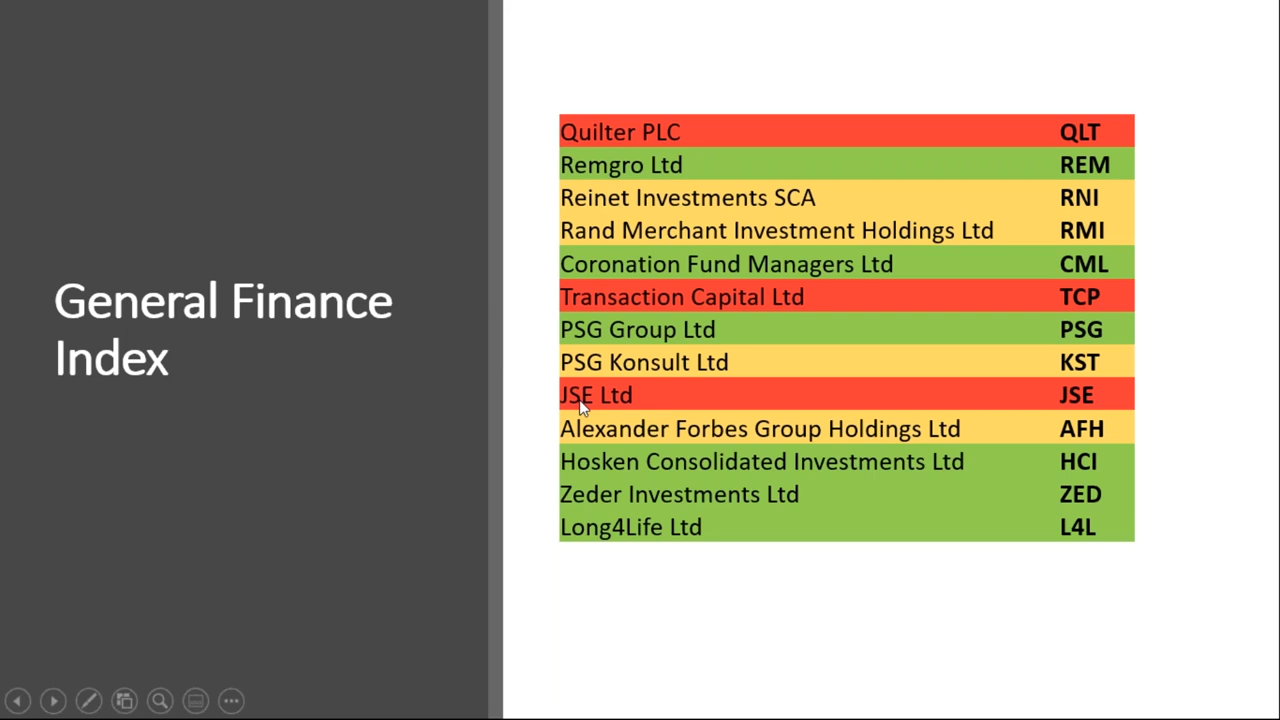 General Finance
Index
Quilter PLC QLT
Remgro Ltd REM
Reinet Investments SCA RNI
Rand Merchant Investment Holdings Ltd RMI
Coronation Fund Managers Ltd CML
Transaction Capital Ltd TCP
PSG Group Ltd PSG
PSG Konsult Ltd KST
JSE Ltd JSE
Alexander Forbes Group Holdings Ltd AFH
Hosken Consolidated Investments Ltd HCI
Zeder Investments Ltd ZED
Long4Life Ltd L4L